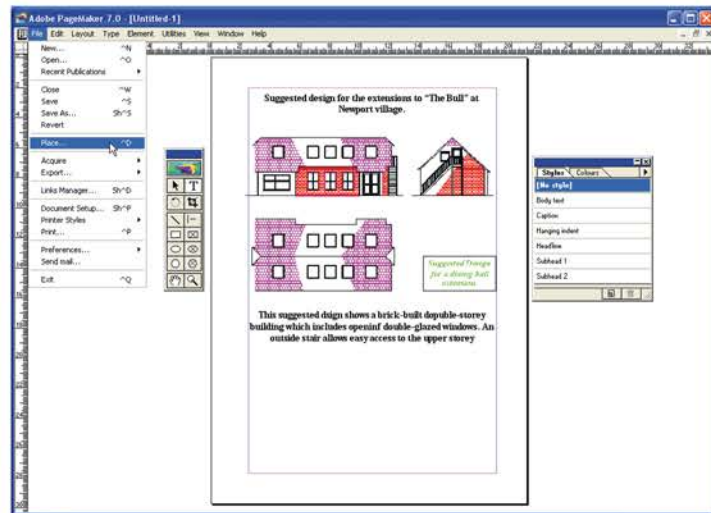 Adobe PageMaker 7.0 - [Untitled-1]
File Edit Layout Type Element Utilities View Window Help
New... ^N
Open... ^O
Recent Publications
Close ^W
Save ^S
Save As... Sh^S
Revert
Place... ^D
Acquire
Export...
Links Manager... Sh^D
Document Setup... Sh^P
Printer Styles
Print... ^P
Preferences...
Send mail...
Exit ^Q
Suggested design for the extensions to "The Bull" at
Newport village.
Suggested Design
for a dining hall
extension
This suggested dsign shows a brick-built dopuble-storey
building which includes openinf double-glazed windows. An
outside stair allows easy access to the upper storey
T
Styles Colours
[No style]
Body text
Caption
Hanging indent
Headline
Subhead 1
Subhead 2